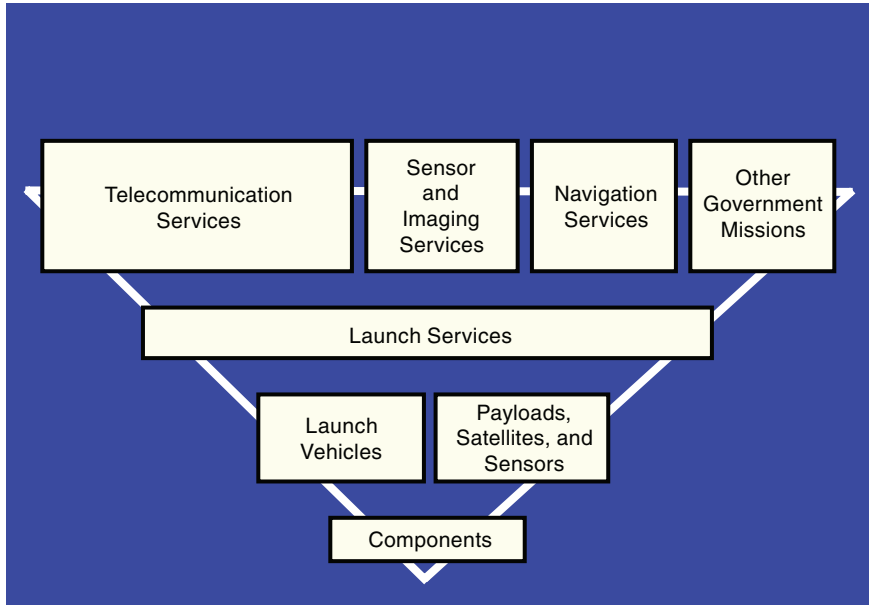 Telecommunication
Services
Sensor
and
Imaging
Services
Navigation
Services
Other
Government
Missions
Launch Services
Launch
Vehicles
Payloads,
Satellites, and
Sensors
Components